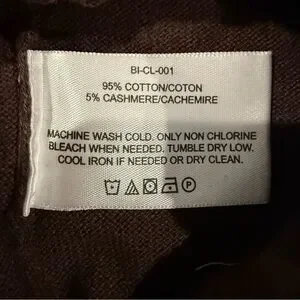 BI-CL-001
95% COTTON/COTON
5% CASHMERE/CACHEMIRE
MACHINE WASH COLD. ONLY NON CHLORINE
BLEACH WHEN NEEDED. TUMBLE DRY LOW.
COOL IRON IF NEEDED OR DRY CLEAN.